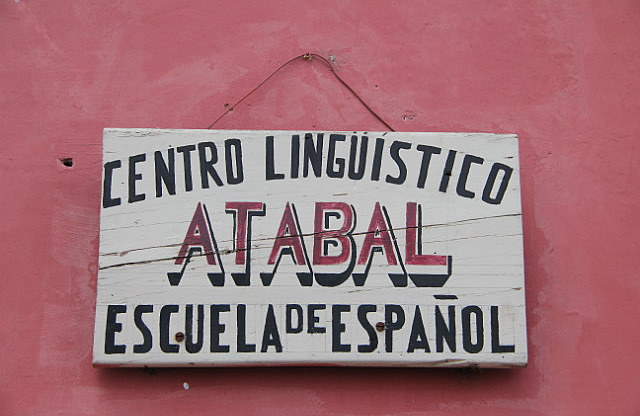 CENTRO LINGÜISTICO
ATABAL
ESCUELA DE ESPAÑOL